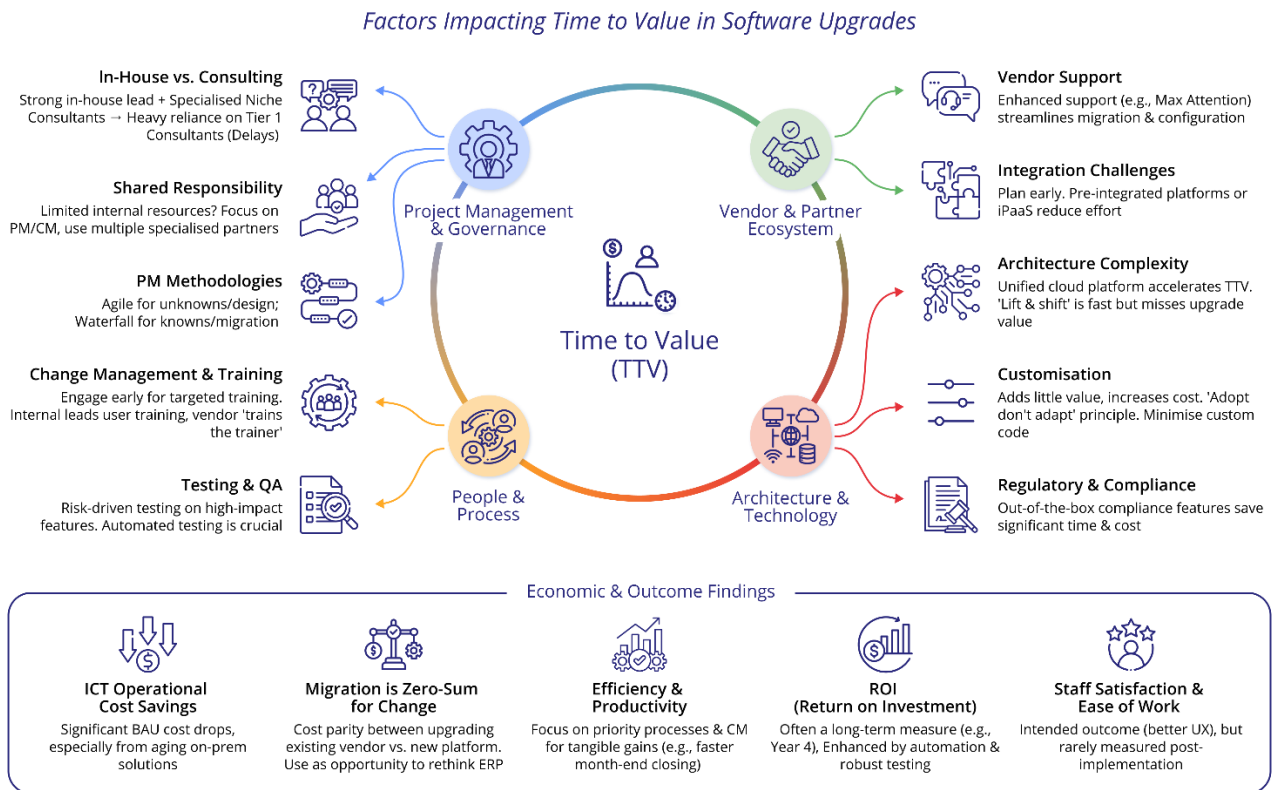 Factors Impacting Time to Value in Software Upgrades
In-House vs. Consulting
Strong in-house lead + Specialised Niche
Consultants → Heavy reliance on Tier 1
Consultants (Delays)
Shared Responsibility
Limited internal resources? Focus on
PM/CM, use multiple specialised partners
PM Methodologies
Agile for unknowns/design;
Waterfall for knowns/migration
Change Management & Training
Engage early for targeted training.
Internal leads user training, vendor 'trains
the trainer'
Testing & QA
Risk-driven testing on high-impact
features. Automated testing is crucial
Project Management
& Governance
Vendor & Partner
Ecosystem
Time to Value
(TTV)
People &
Process
Architecture &
Technology
Vendor Support
Enhanced support (e.g., Max Attention)
streamlines migration & configuration
Integration Challenges
Plan early. Pre-integrated platforms or
iPaaS reduce effort
Architecture Complexity
Unified cloud platform accelerates TTV.
'Lift & shift' is fast but misses upgrade
value
Customisation
Adds little value, increases cost. 'Adopt
don't adapt' principle. Minimise custom
code
Regulatory & Compliance
Out-of-the-box compliance features save
significant time & cost
Economic & Outcome Findings
ICT Operational
Cost Savings
Significant BAU cost drops,
especially from aging on-prem
solutions
Migration is Zero-Sum
for Change
Cost parity between upgrading
existing vendor vs. new platform.
Use as opportunity to rethink ERP
Efficiency &
Productivity
Focus on priority processes & CM
for tangible gains (e.g., faster
month-end closing)
ROI
(Return on Investment)
Often a long-term measure (e.g.,
Year 4), Enhanced by automation &
robust testing
Staff Satisfaction &
Ease of Work
Intended outcome (better UX), but
rarely measured post-
implementation